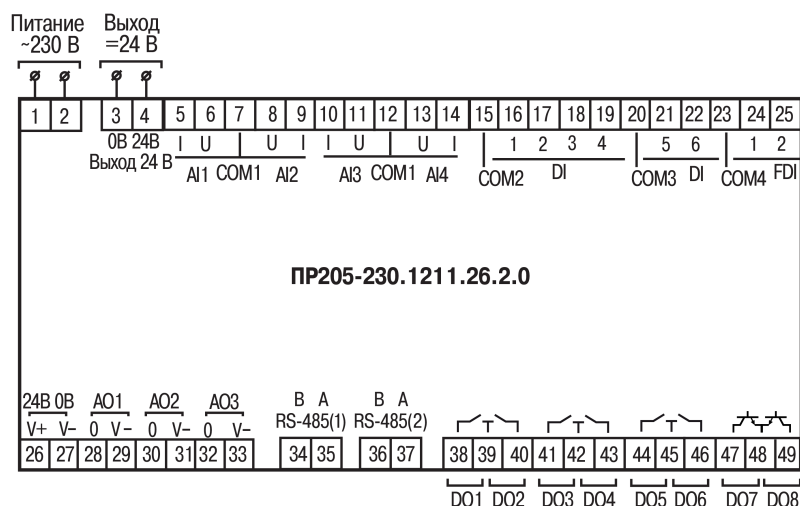 Питание Выход
~230 В =24 В
1 2 3 4 5 6 7 8 9 10 11 12 13 14 15 16 17 18 19 20 21 22 23 24 25
0В 24В I U U I I U U I 1 2 3 4 5 6 1 2
Выход 24 В AI1 COM1 AI2 AI3 COM1 AI4 COM2 DI COM3 DI COM4 FDI
ПР205-230.1211.26.2.0
24В 0В AO1 AO2 AO3 B A B A
V+ V– 0 V– 0 V– 0 V– RS-485(1) RS-485(2)
26 27 28 29 30 31 32 33 34 35 36 37 38 39 40 41 42 43 44 45 46 47 48 49
DO1 DO2 DO3 DO4 DO5 DO6 DO7 DO8